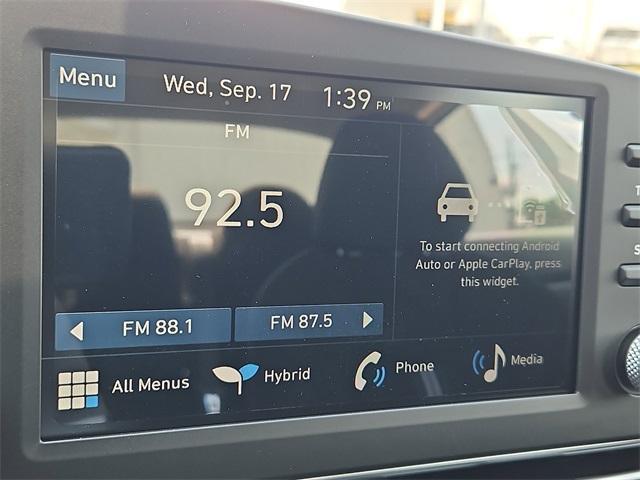 Menu
Wed, Sep. 17
1:39 PM
FM
92.5
To start connecting Android
Auto or Apple CarPlay, press
this widget.
FM 88.1
FM 87.5
All Menus
Hybrid
Phone
Media
T
S